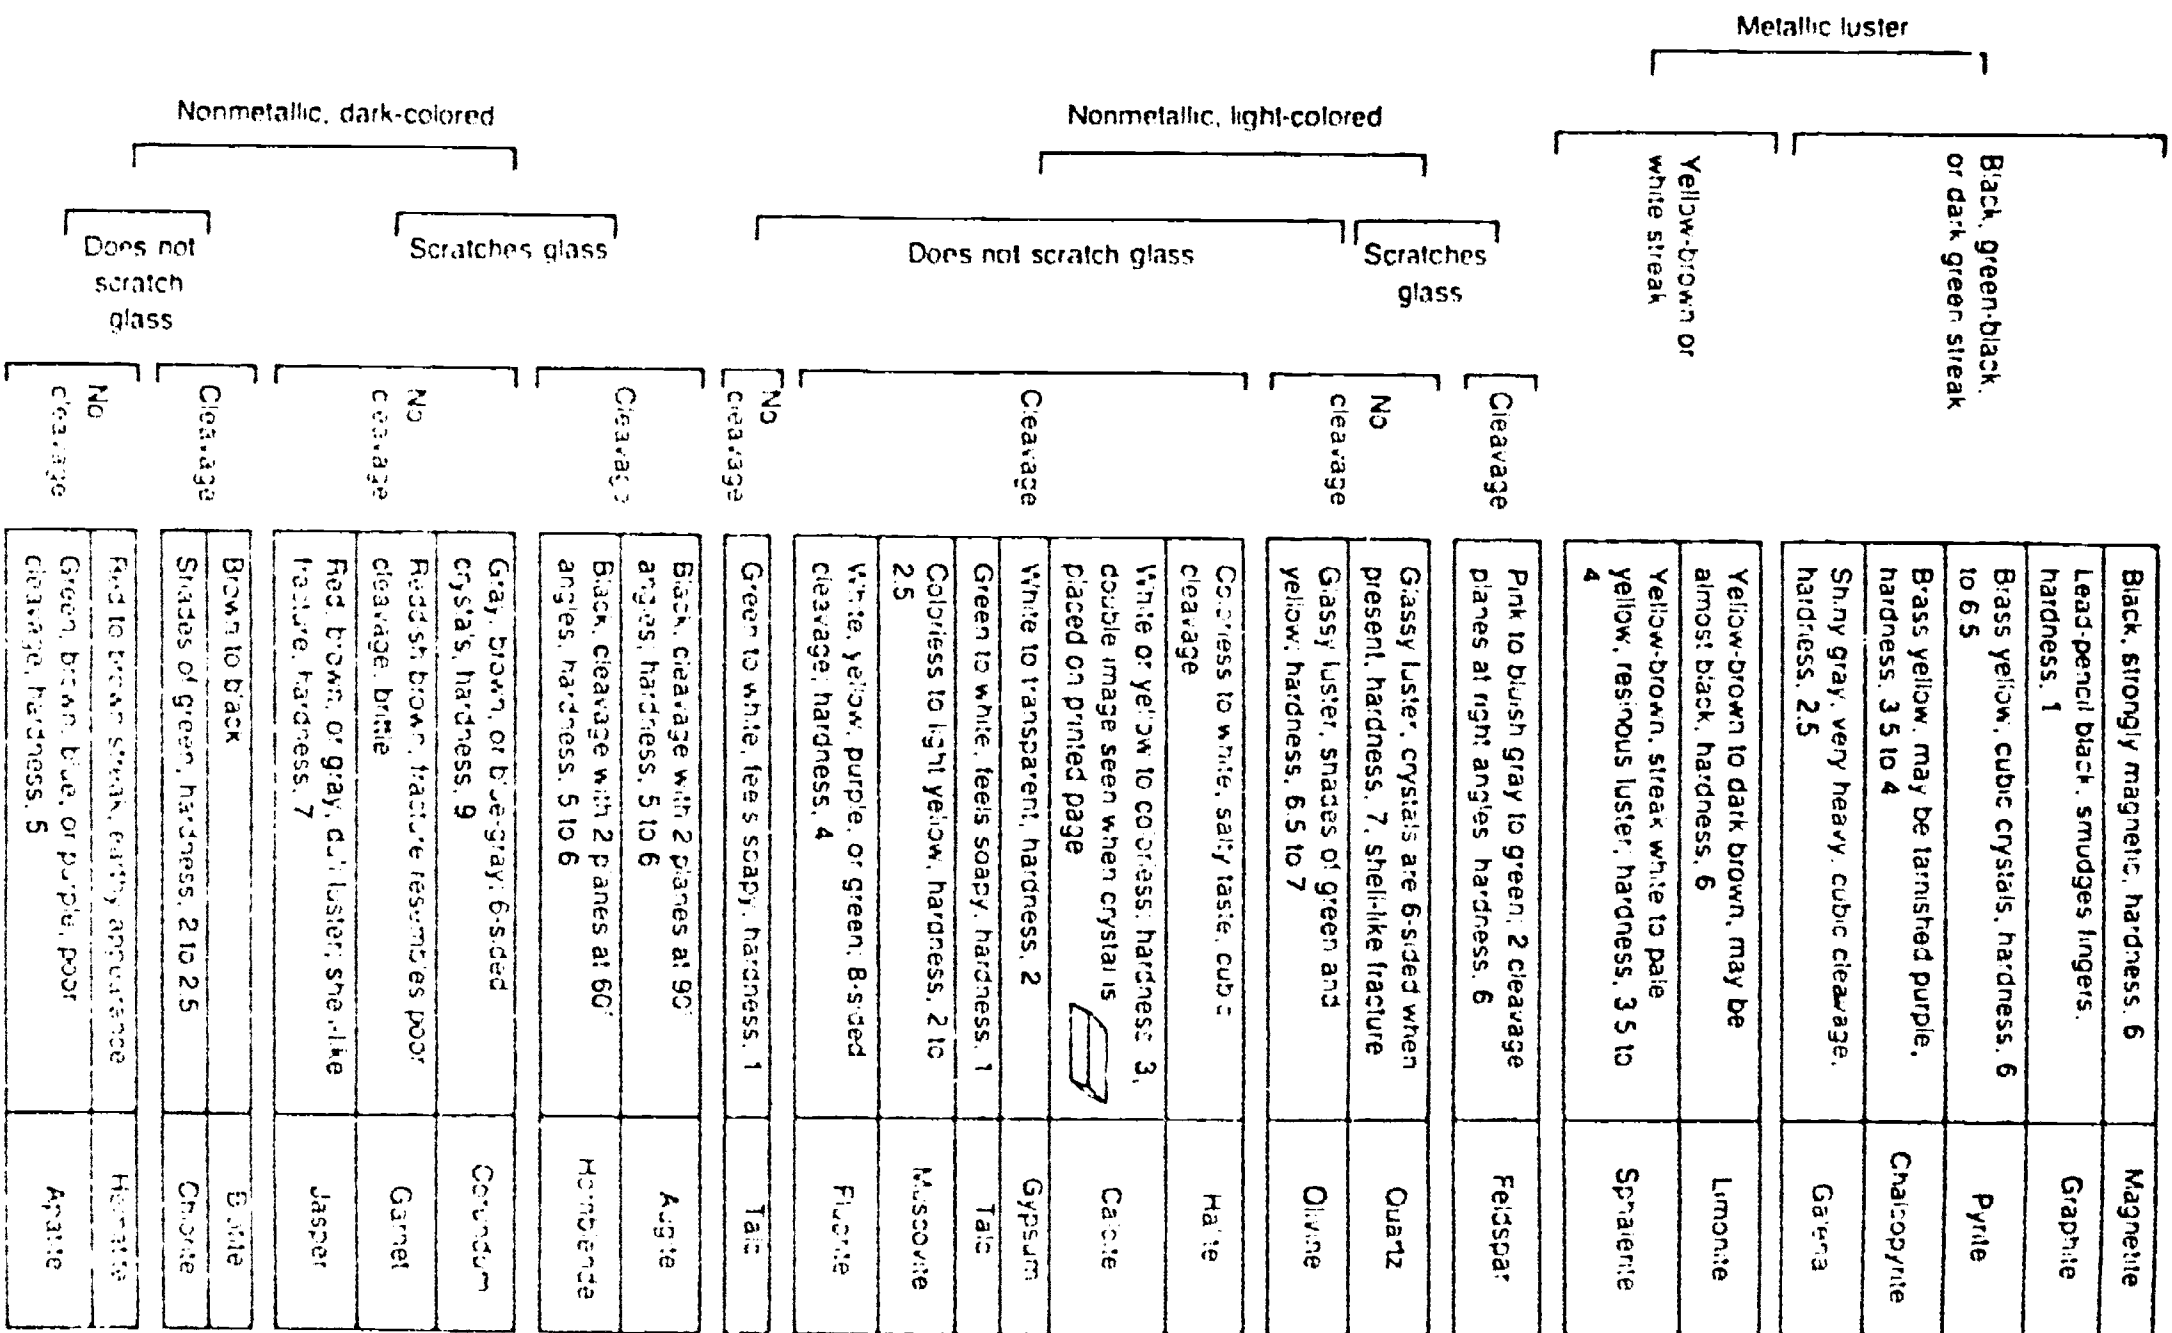 Metallic luster
Black, green-black,
or dark green streak
Black, strongly magnetic, hardness, 6
Magnetite
Lead-pencil black, smudges fingers,
hardness, 1
Graphite
Brass yellow, cubic crystals, hardness, 6
to 6.5
Pyrite
Brass yellow, may be tarnished purple,
hardness, 3.5 to 4
Chalcopyrite
Shiny gray, very heavy, cubic cleavage,
hardness, 2.5
Galena
Yellow-brown or
white streak
Yellow-brown to dark brown, may be
almost black, hardness, 6
Limonite
Yellow-brown, streak white to pale
yellow, resinous luster, hardness, 3.5 to
4
Sphalerite
Nonmetallic, light-colored
Scratches
glass
Cleavage
Pink to bluish gray to green; 2 cleavage
planes at right angles, hardness, 6
Feldspar
No
cleavage
Glassy luster, crystals are 6-sided when
present, hardness, 7, shell-like fracture
Quartz
Glassy luster, shades of green and
yellow, hardness, 6.5 to 7
Olivine
Does not scratch glass
Cleavage
Colorless to white, salty taste, cubic
cleavage
Halite
White or yellow to colorless; hardness 3,
double image seen when crystal is
placed on printed page
Calcite
White to transparent, hardness, 2
Gypsum
Green to white, feels soapy, hardness, 1
Talc
Colorless to light yellow, hardness, 2 to
2.5
Muscovite
White, yellow, purple, or green; 8-sided
cleavage; hardness, 4
Fluorite
No
cleavage
Green to white, feels soapy, hardness, 1
Talc
Nonmetallic, dark-colored
Scratches glass
Cleavage
Black, cleavage with 2 planes at 90°
angles; hardness, 5 to 6
Augite
Black, cleavage with 2 planes at 60°
angles, hardness, 5 to 6
Hornblende
No
cleavage
Gray, brown, or blue-gray; 6-sided
crystals, hardness, 9
Corundum
Reddish brown, fracture resembles poor
cleavage, brittle
Garnet
Red, brown, or gray, dull luster; shell-like
fracture, hardness, 7
Jasper
Does not
scratch
glass
Cleavage
Brown to black
Biotite
Shades of green, hardness, 2 to 2.5
Chlorite
No
cleavage
Red to brown streak, earthy appearance
Hematite
Green, brown, blue, or purple, poor
cleavage, hardness, 5
Apatite